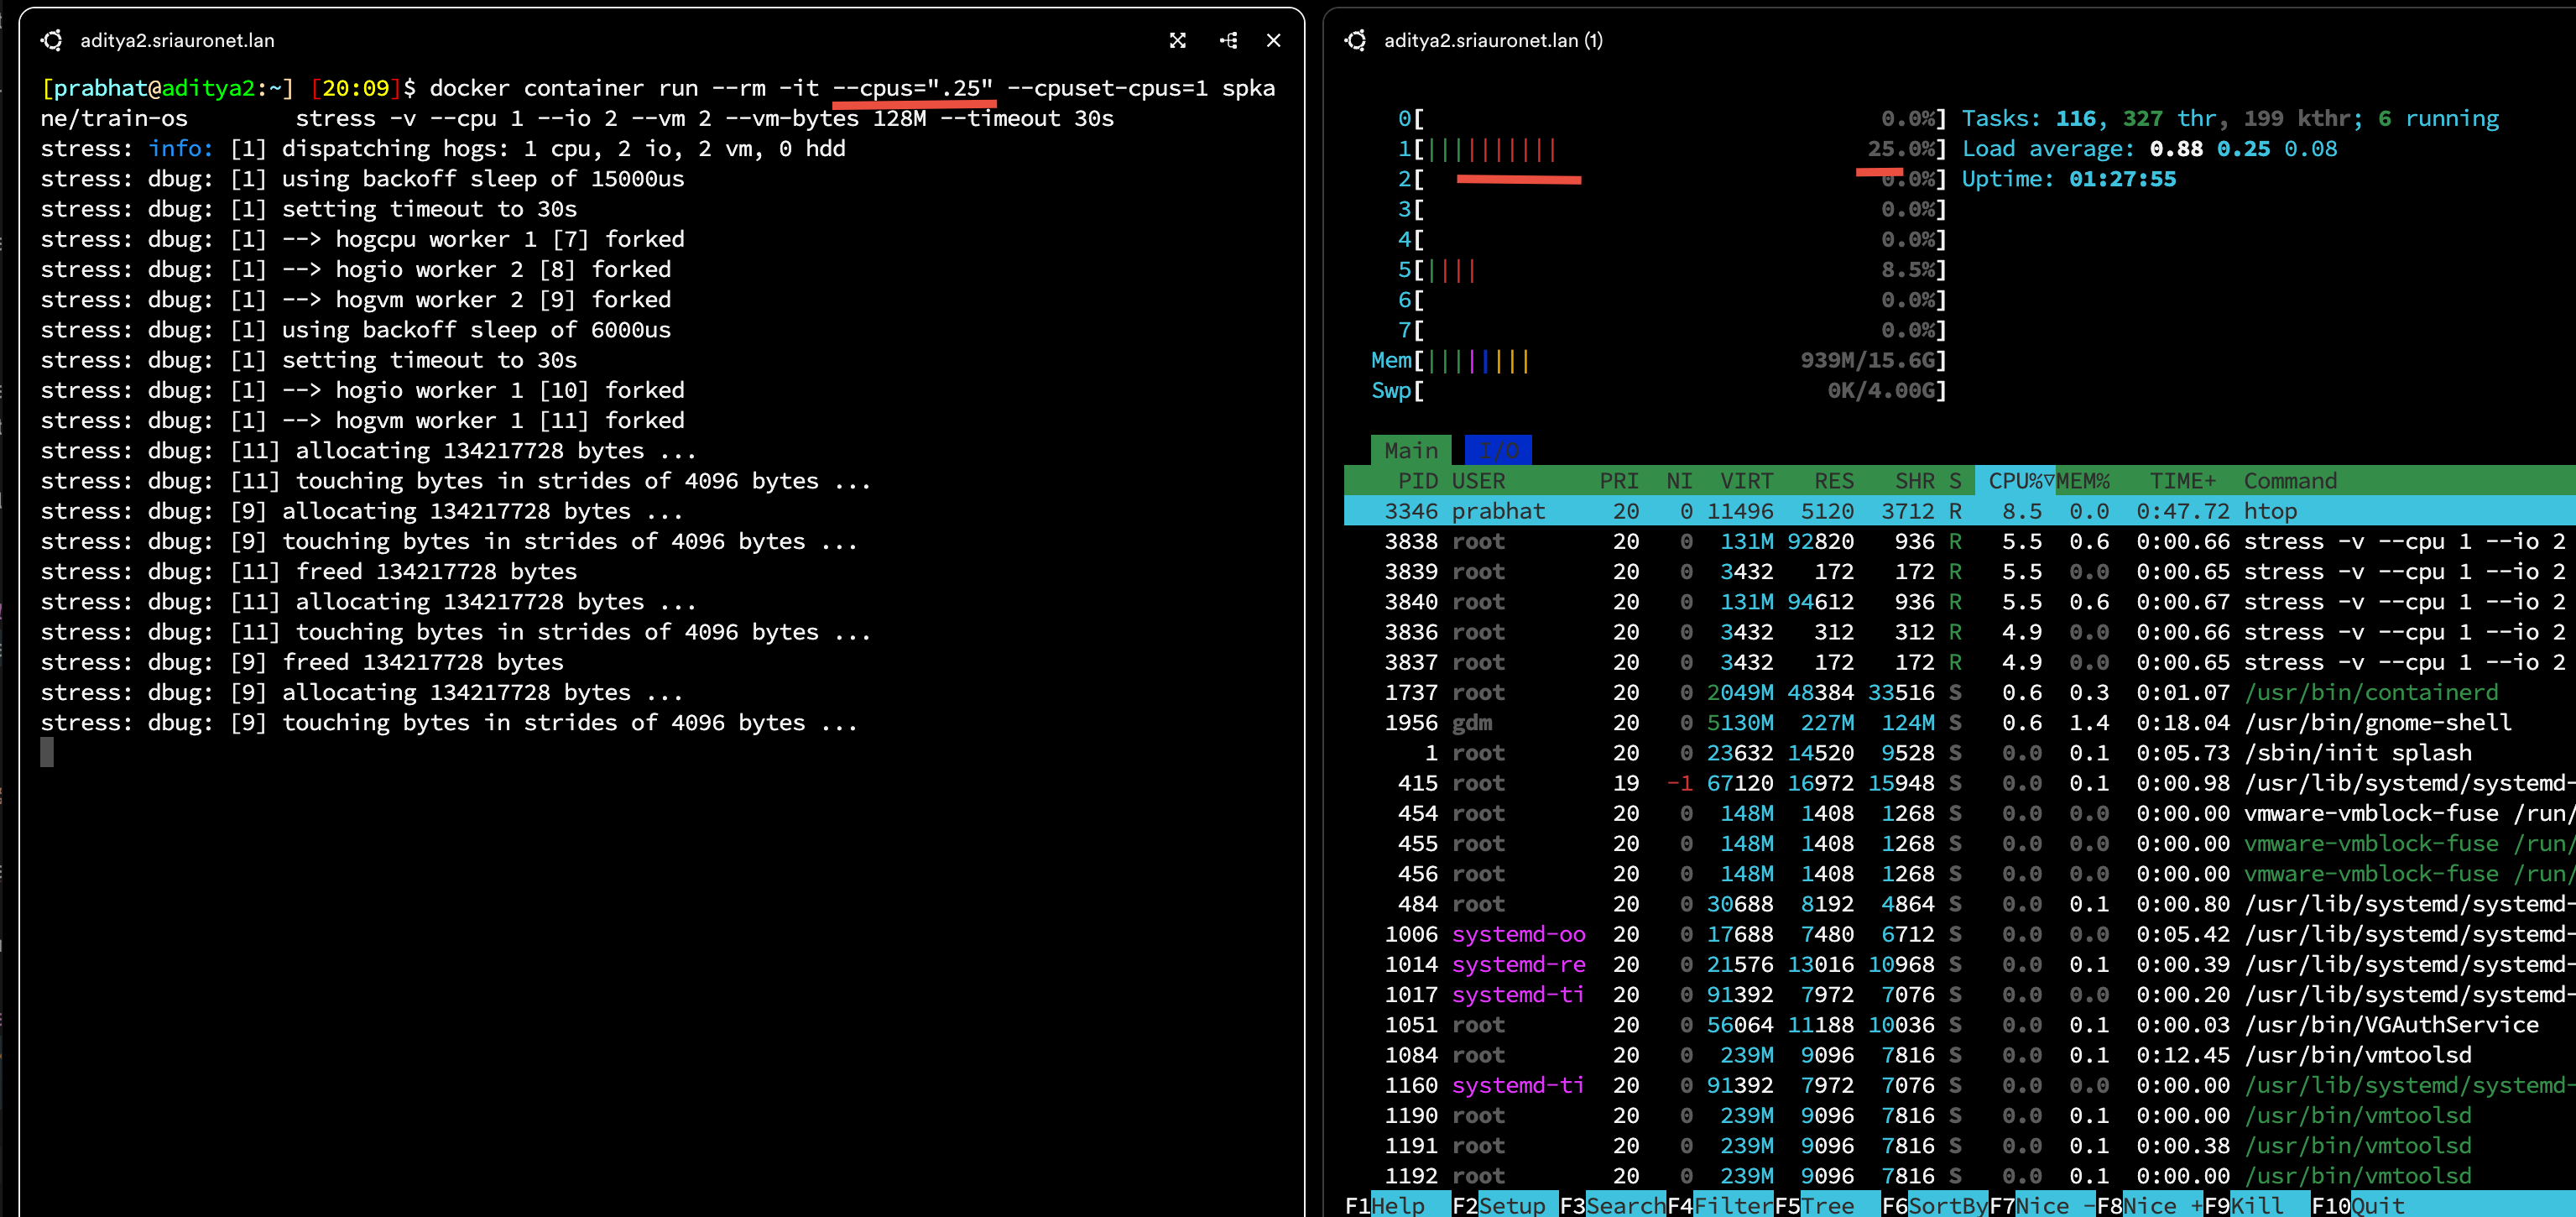 aditya2.sriauronet.lan
[prabhat@aditya2:~] [20:09]$ docker container run --rm -it --cpus=".25" --cpuset-cpus=1 spka
ne/train-os        stress -v --cpu 1 --io 2 --vm 2 --vm-bytes 128M --timeout 30s
stress: info: [1] dispatching hogs: 1 cpu, 2 io, 2 vm, 0 hdd
stress: dbug: [1] using backoff sleep of 15000us
stress: dbug: [1] setting timeout to 30s
stress: dbug: [1] --> hogcpu worker 1 [7] forked
stress: dbug: [1] --> hogio worker 2 [8] forked
stress: dbug: [1] --> hogvm worker 2 [9] forked
stress: dbug: [1] using backoff sleep of 6000us
stress: dbug: [1] setting timeout to 30s
stress: dbug: [1] --> hogio worker 1 [10] forked
stress: dbug: [1] --> hogvm worker 1 [11] forked
stress: dbug: [11] allocating 134217728 bytes ...
stress: dbug: [11] touching bytes in strides of 4096 bytes ...
stress: dbug: [9] allocating 134217728 bytes ...
stress: dbug: [9] touching bytes in strides of 4096 bytes ...
stress: dbug: [11] freed 134217728 bytes
stress: dbug: [11] allocating 134217728 bytes ...
stress: dbug: [11] touching bytes in strides of 4096 bytes ...
stress: dbug: [9] freed 134217728 bytes
stress: dbug: [9] allocating 134217728 bytes ...
stress: dbug: [9] touching bytes in strides of 4096 bytes ...
aditya2.sriauronet.lan (1)
0[ 0.0%] Tasks: 116, 327 thr, 199 kthr; 6 running
1[|||||||||| 25.0%] Load average: 0.88 0.25 0.08
2[ 0.0%] Uptime: 01:27:55
3[ 0.0%]
4[ 0.0%]
5[|||| 8.5%]
6[ 0.0%]
7[ 0.0%]
Mem[|||||||| 939M/15.6G]
Swp[ 0K/4.00G]
Main I/O
PID USER PRI NI VIRT RES SHR S CPU%▽MEM% TIME+ Command
3346 prabhat 20 0 11496 5120 3712 R 8.5 0.0 0:47.72 htop
3838 root 20 0 131M 92820 936 R 5.5 0.6 0:00.66 stress -v --cpu 1 --io 2
3839 root 20 0 3432 172 172 R 5.5 0.0 0:00.65 stress -v --cpu 1 --io 2
3840 root 20 0 131M 94612 936 R 5.5 0.6 0:00.67 stress -v --cpu 1 --io 2
3836 root 20 0 3432 312 312 R 4.9 0.0 0:00.66 stress -v --cpu 1 --io 2
3837 root 20 0 3432 172 172 R 4.9 0.0 0:00.65 stress -v --cpu 1 --io 2
1737 root 20 0 2049M 48384 33516 S 0.6 0.3 0:01.07 /usr/bin/containerd
1956 gdm 20 0 5130M 227M 124M S 0.6 1.4 0:18.04 /usr/bin/gnome-shell
1 root 20 0 23632 14520 9528 S 0.0 0.1 0:05.73 /sbin/init splash
415 root 19 -1 67120 16972 15948 S 0.0 0.1 0:00.98 /usr/lib/systemd/systemd-
454 root 20 0 148M 1408 1268 S 0.0 0.0 0:00.00 vmware-vmblock-fuse /run/
455 root 20 0 148M 1408 1268 S 0.0 0.0 0:00.00 vmware-vmblock-fuse /run/
456 root 20 0 148M 1408 1268 S 0.0 0.0 0:00.00 vmware-vmblock-fuse /run/
484 root 20 0 30688 8192 4864 S 0.0 0.1 0:00.80 /usr/lib/systemd/systemd-
1006 systemd-oo 20 0 17688 7480 6712 S 0.0 0.0 0:05.42 /usr/lib/systemd/systemd-
1014 systemd-re 20 0 21576 13016 10968 S 0.0 0.1 0:00.39 /usr/lib/systemd/systemd-
1017 systemd-ti 20 0 91392 7972 7076 S 0.0 0.0 0:00.20 /usr/lib/systemd/systemd-
1051 root 20 0 56064 11188 10036 S 0.0 0.1 0:00.03 /usr/bin/VGAuthService
1084 root 20 0 239M 9096 7816 S 0.0 0.1 0:12.45 /usr/bin/vmtoolsd
1160 systemd-ti 20 0 91392 7972 7076 S 0.0 0.0 0:00.00 /usr/lib/systemd/systemd-
1190 root 20 0 239M 9096 7816 S 0.0 0.1 0:00.00 /usr/bin/vmtoolsd
1191 root 20 0 239M 9096 7816 S 0.0 0.1 0:00.38 /usr/bin/vmtoolsd
1192 root 20 0 239M 9096 7816 S 0.0 0.1 0:00.00 /usr/bin/vmtoolsd
F1Help F2Setup F3SearchF4FilterF5Tree F6SortByF7Nice -F8Nice +F9Kill F10Quit